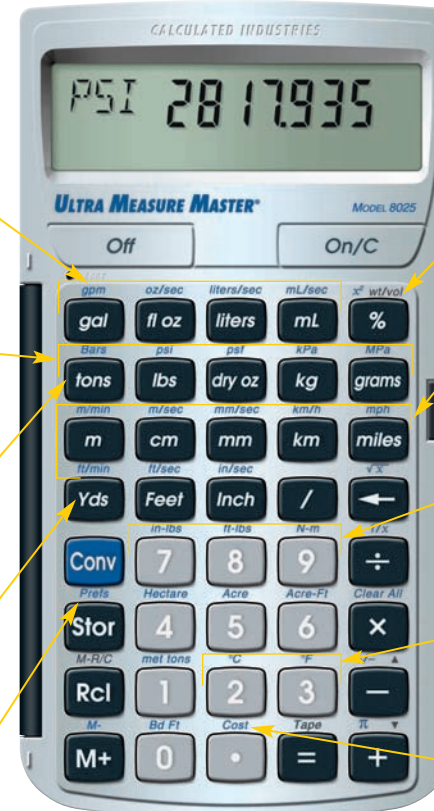 CALCULATED INDUSTRIES
PSI 2817.935
ULTRA MEASURE MASTER® MODEL 8025
Off On/C
gpm oz/sec liters/sec mL/sec x² wt/vol
gal fl oz liters mL %
Bars psi psf kPa MPa
tons lbs dry oz kg grams
m/min m/sec mm/sec km/h mph
m cm mm km miles
ft/min ft/sec in/sec √x
Yds Feet Inch / ←
in-lbs ft-lbs N-m 1/x
Conv 7 8 9 ÷
Prefs Hectare Acre Acre-Ft Clear All
Stor 4 5 6 ×
M-R/C met tons °C °F ▲
Rcl 1 2 3 −
M- Bd Ft Cost Tape π ▼
M+ 0 • = +